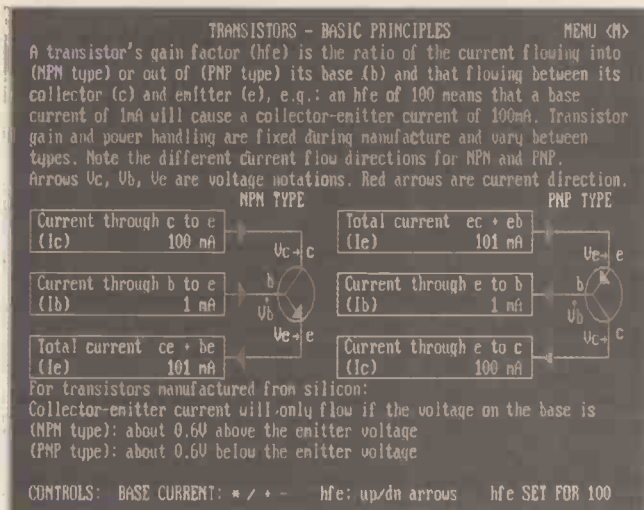 TRANSISTORS - BASIC PRINCIPLES MENU <M>
A transistor's gain factor (hfe) is the ratio of the current flowing into
(NPN type) or out of (PNP type) its base (b) and that flowing between its
collector (c) and emitter (e), e.g.: an hfe of 100 means that a base
current of 1mA will cause a collector-emitter current of 100mA. Transistor
gain and power handling are fixed during manufacture and vary between
types. Note the different current flow directions for NPN and PNP.
Arrows Vc, Vb, Ve are voltage notations. Red arrows are current direction.
NPN TYPE PNP TYPE
Current through c to e
(Ic) 100 mA
Vc→ c
Current through b to e
(Ib) 1 mA
b
Vb
Total current ce + be
(Ie) 101 mA
Ve→ e
Total current ec + eb
(Ie) 101 mA
Ve→ e
Current through e to b
(Ib) 1 mA
b
Vb
Current through e to c
(Ic) 100 mA
Vc→ c
For transistors manufactured from silicon:
Collector-emitter current will only flow if the voltage on the base is
(NPN type): about 0.6V above the emitter voltage
(PNP type): about 0.6V below the emitter voltage
CONTROLS: BASE CURRENT: * / + - hfe: up/dn arrows hfe SET FOR 100